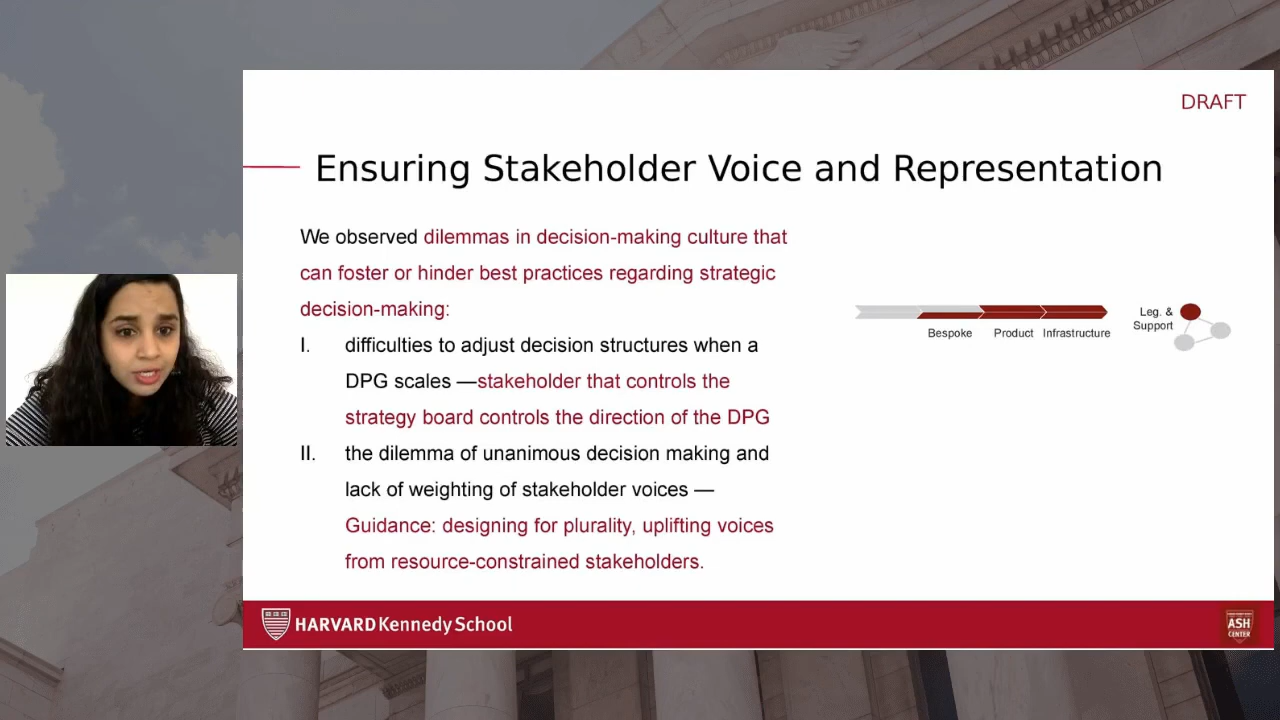 DRAFT
Ensuring Stakeholder Voice and Representation
We observed dilemmas in decision-making culture that
can foster or hinder best practices regarding strategic
decision-making:
I. difficulties to adjust decision structures when a
DPG scales —stakeholder that controls the
strategy board controls the direction of the DPG
II. the dilemma of unanimous decision making and
lack of weighting of stakeholder voices —
Guidance: designing for plurality, uplifting voices
from resource-constrained stakeholders.
Bespoke Product Infrastructure
Leg. &
Support
HARVARD Kennedy School
ASH
CENTER